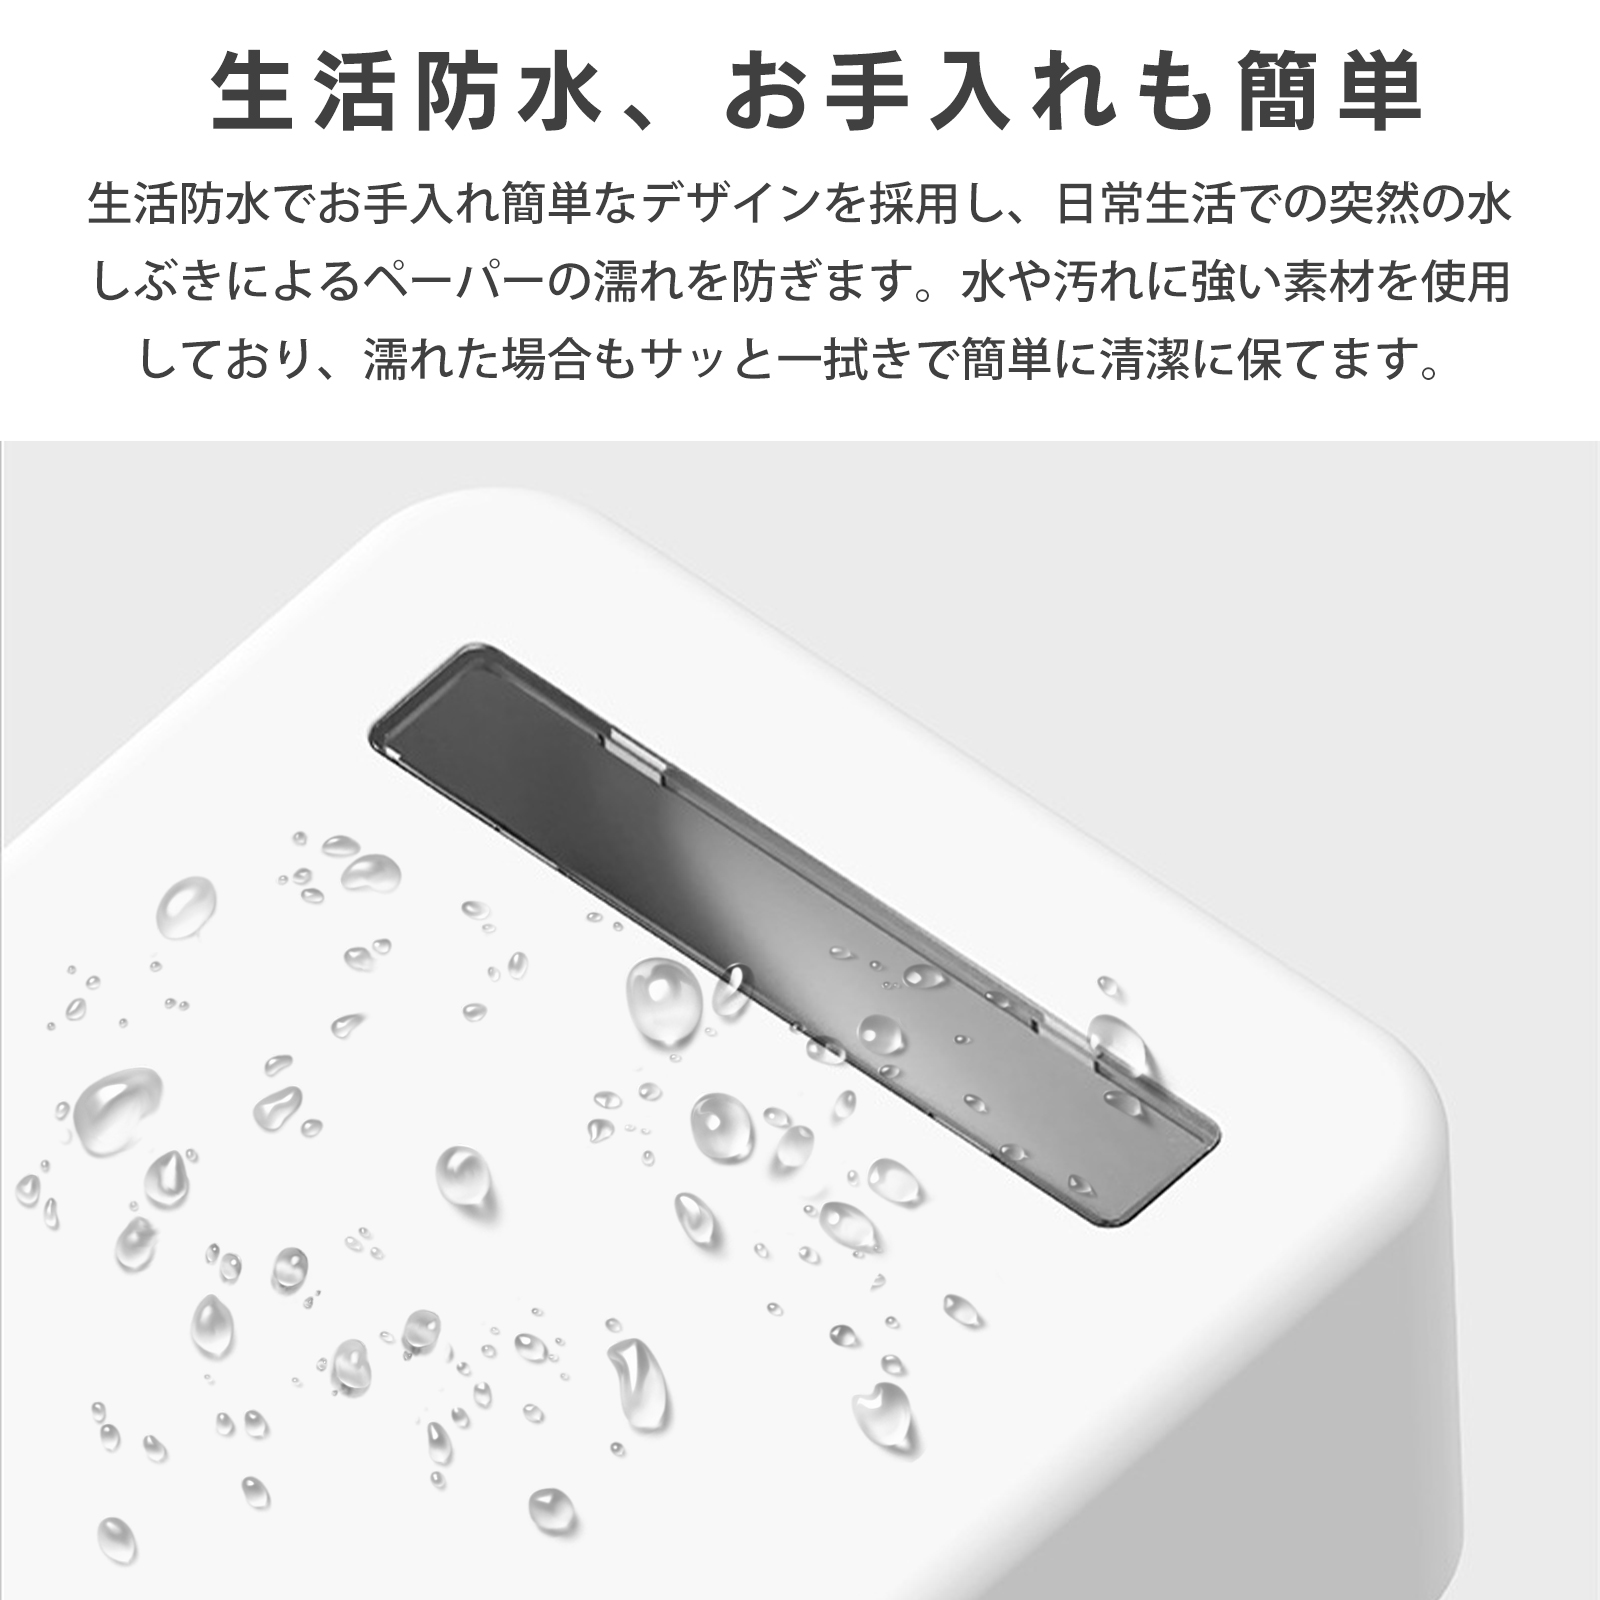 生活防水、お手入れも簡単
生活防水でお手入れ簡単なデザインを採用し、日常生活での突然の水
しぶきによるペーパーの濡れを防ぎます。水や汚れに強い素材を使用
しており、濡れた場合もサッと一拭きで簡単に清潔に保てます。